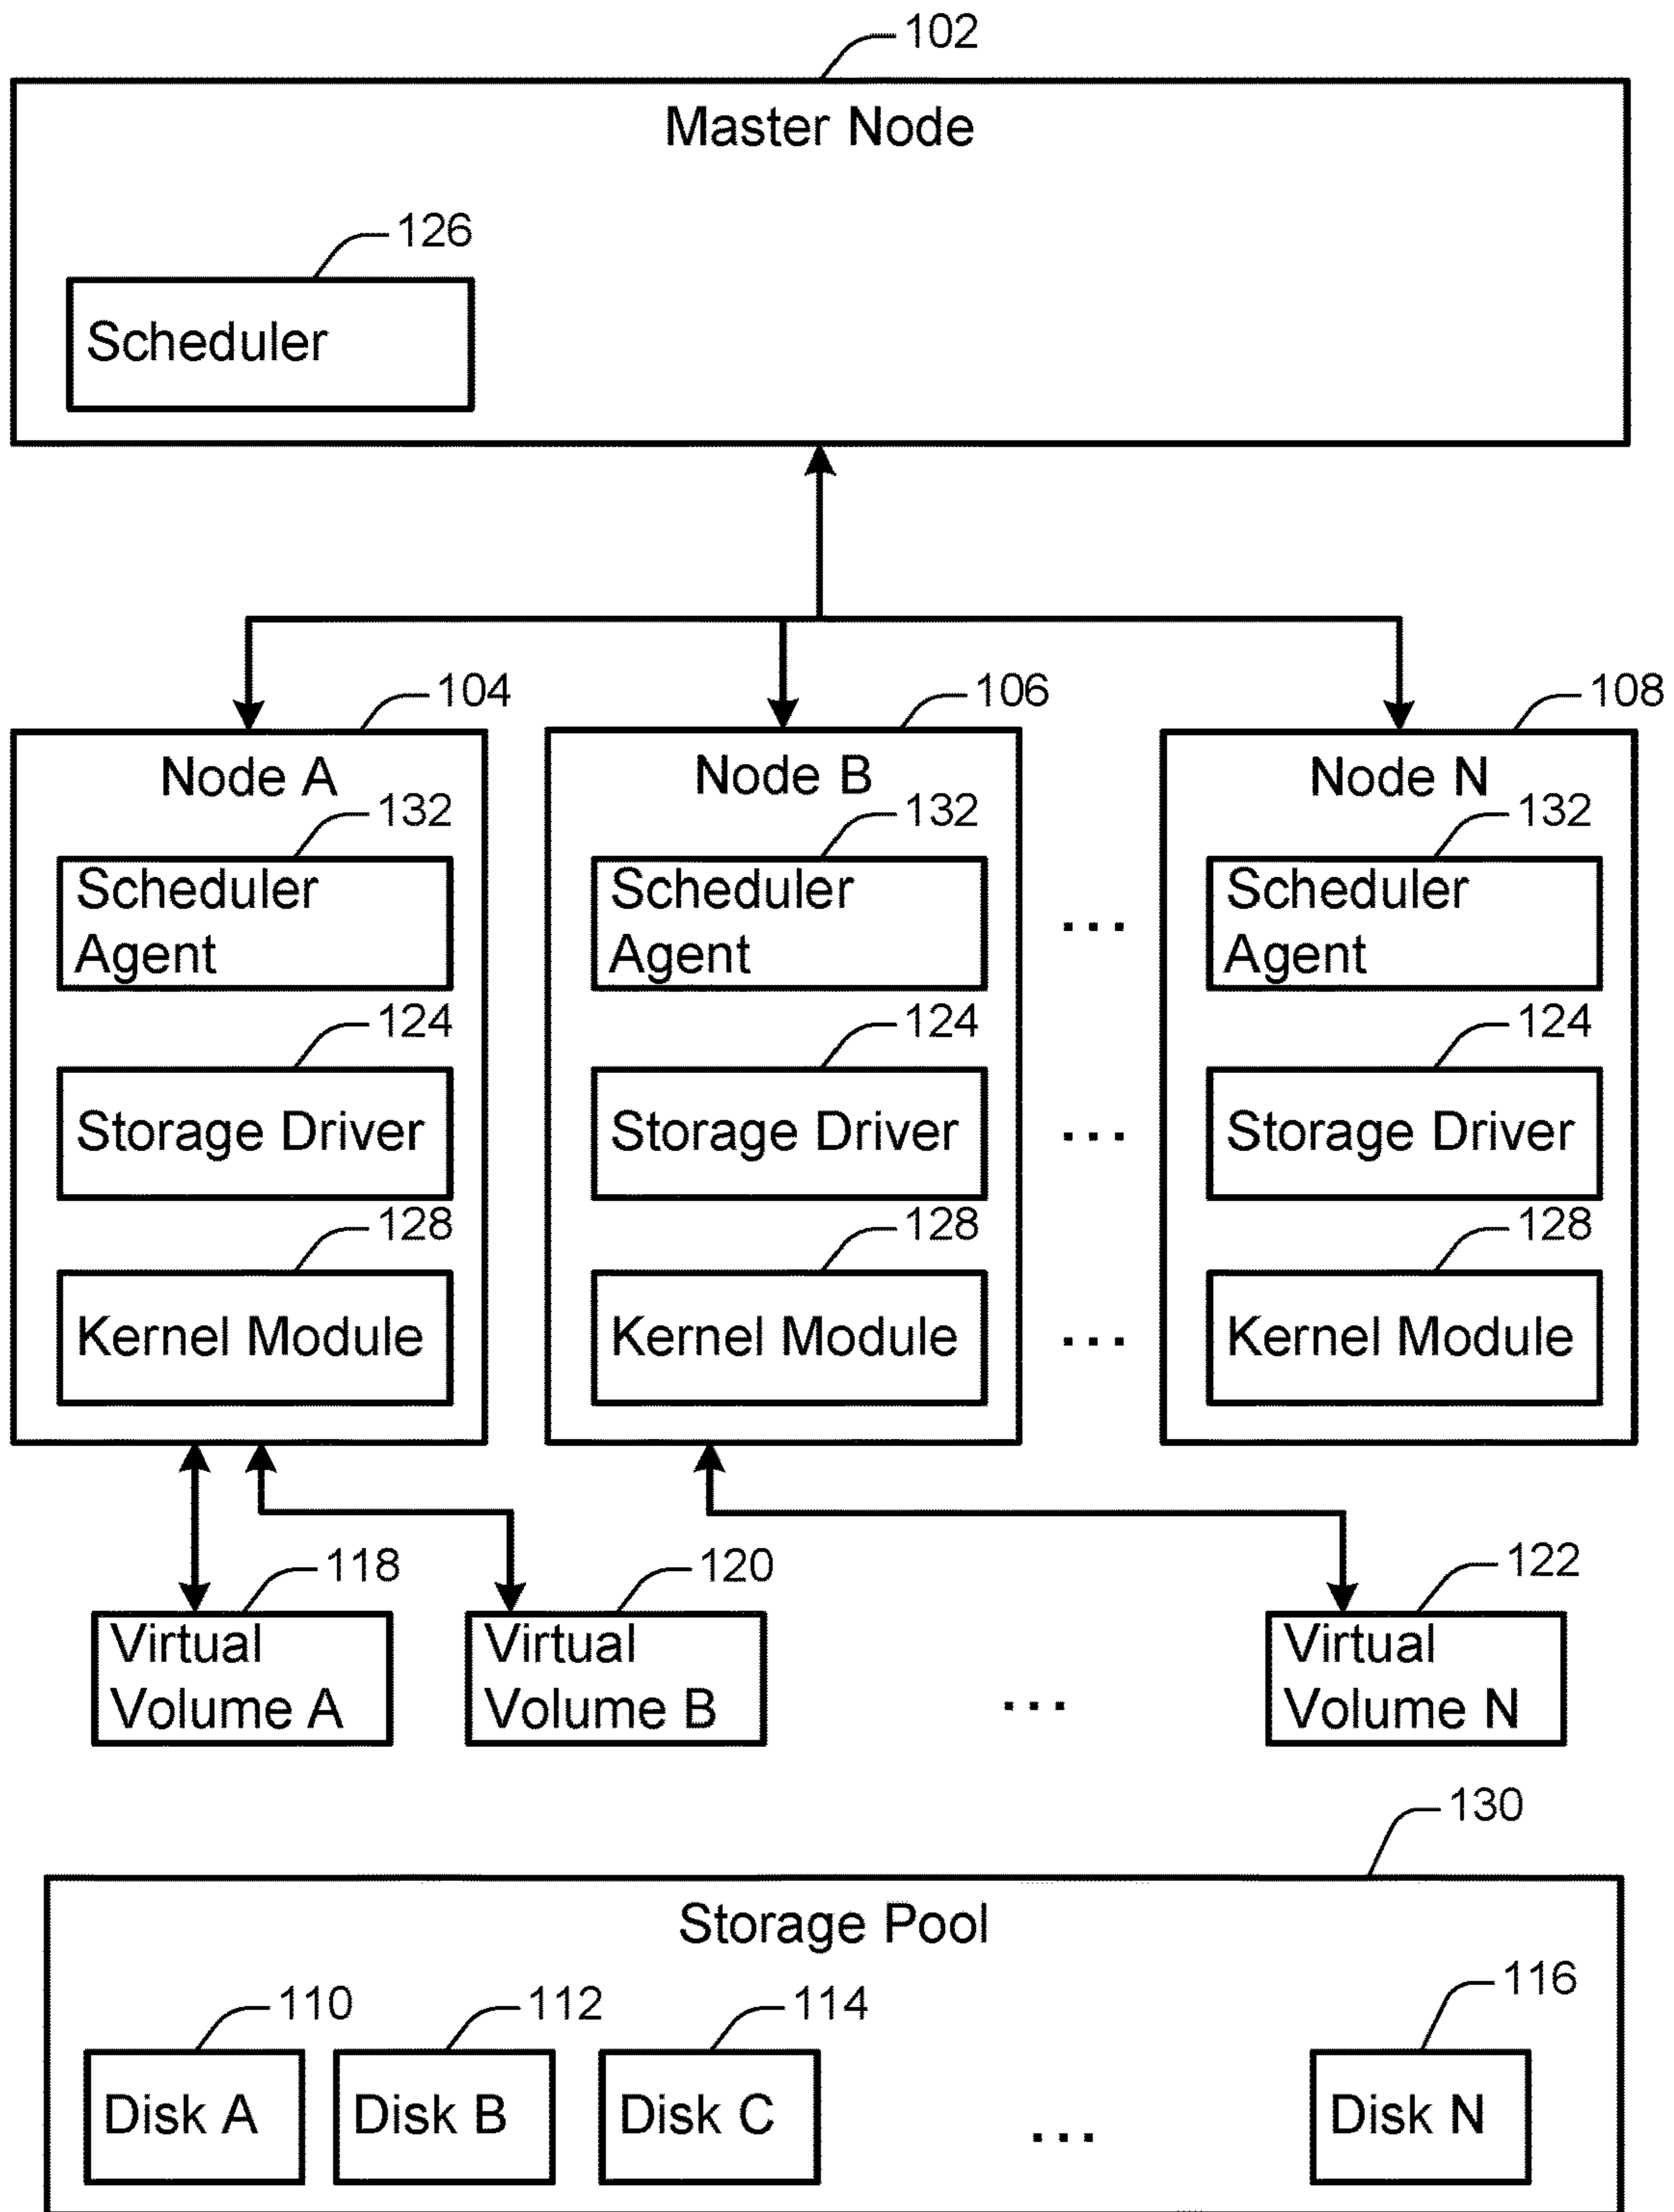 102
Master Node
126
Scheduler
104
106
108
Node A
Node B
Node N
132
132
132
Scheduler
Agent
Scheduler
Agent
...
Scheduler
Agent
124
124
124
Storage Driver
Storage Driver
...
Storage Driver
128
128
128
Kernel Module
Kernel Module
...
Kernel Module
118
120
122
Virtual
Volume A
Virtual
Volume B
...
Virtual
Volume N
130
Storage Pool
110
112
114
116
Disk A
Disk B
Disk C
...
Disk N